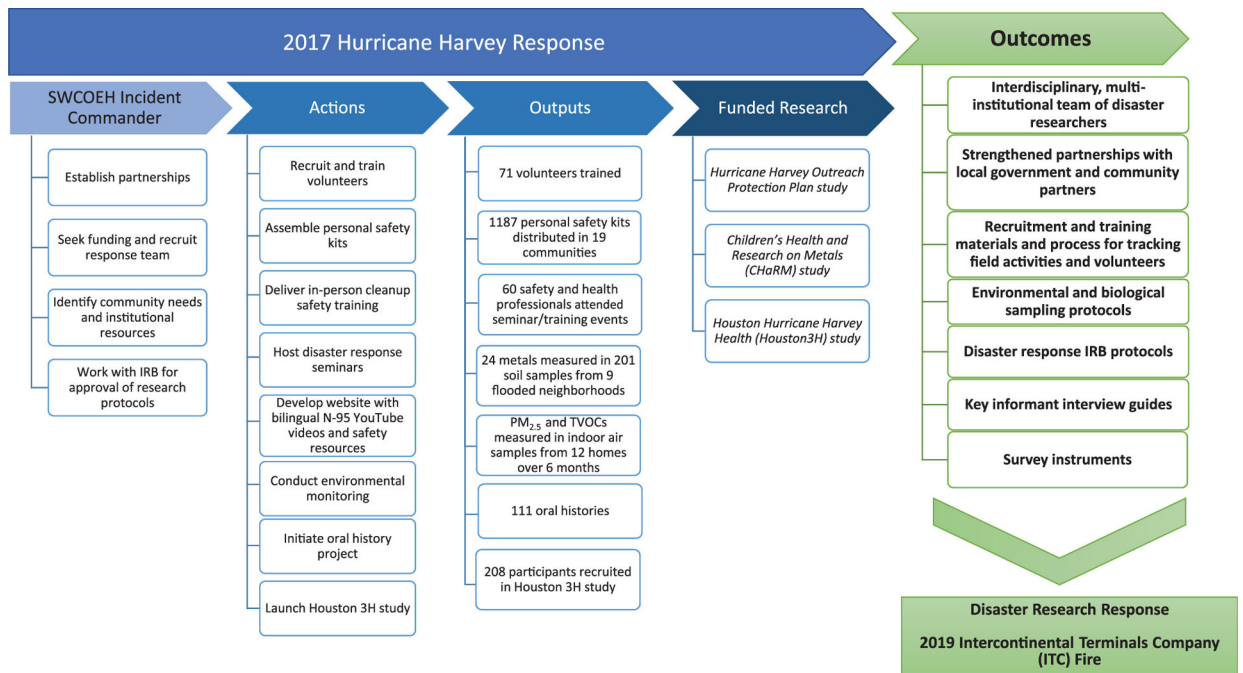 2017 Hurricane Harvey Response
Outcomes
SWCOEH Incident
Commander
Establish partnerships
Seek funding and recruit
response team
Identify community needs
and institutional
resources
Work with IRB for
approval of research
protocols
Actions
Recruit and train
volunteers
Assemble personal safety
kits
Deliver in-person cleanup
safety training
Host disaster response
seminars
Develop website with
bilingual N-95 YouTube
videos and safety
resources
Conduct environmental
monitoring
Initiate oral history
project
Launch Houston 3H study
Outputs
71 volunteers trained
1187 personal safety kits
distributed in 19
communities
60 safety and health
professionals attended
seminar/training events
24 metals measured in 201
soil samples from 9
flooded neighborhoods
PM2.5 and TVOCs
measured in indoor air
samples from 12 homes
over 6 months
111 oral histories
208 participants recruited
in Houston 3H study
Funded Research
Hurricane Harvey Outreach
Protection Plan study
Children's Health and
Research on Metals
(CHaRM) study
Houston Hurricane Harvey
Health (Houston3H) study
Interdisciplinary, multi-
institutional team of disaster
researchers
Strengthened partnerships with
local government and community
partners
Recruitment and training
materials and process for tracking
field activities and volunteers
Environmental and biological
sampling protocols
Disaster response IRB protocols
Key informant interview guides
Survey instruments
Disaster Research Response
2019 Intercontinental Terminals Company
(ITC) Fire